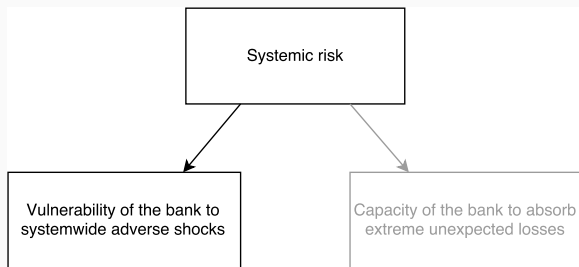 Systemic risk
Vulnerability of the bank to
systemwide adverse shocks
Capacity of the bank to absorb
extreme unexpected losses